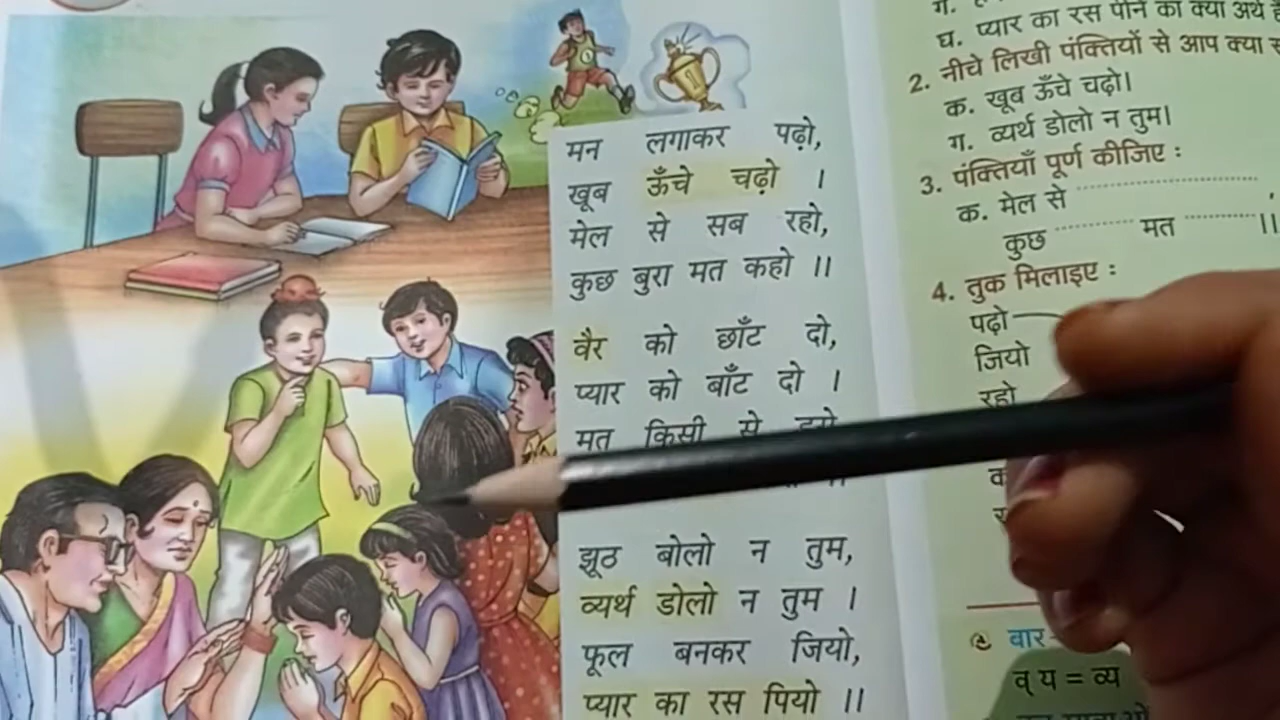 मन लगाकर पढ़ो,
खूब ऊँचे चढ़ो ।
मेल से सब रहो,
कुछ बुरा मत कहो ।।
वैर को छाँट दो,
प्यार को बाँट दो ।
मत किसी से
झूठ बोलो न तुम,
व्यर्थ डोलो न तुम ।
फूल बनकर जियो,
प्यार का रस पियो ।।
ग.
घ. प्यार का रस पीने का क्या अर्थ
2. नीचे लिखी पंक्तियों से आप क्या
क. खूब ऊँचे चढ़ो।
ग. व्यर्थ डोलो न तुम।
3. पंक्तियाँ पूर्ण कीजिए :
क. मेल से ,
कुछ मत ।।
4. तुक मिलाइए :
पढ़ो
जियो
रहो
बार
व् य = व्य